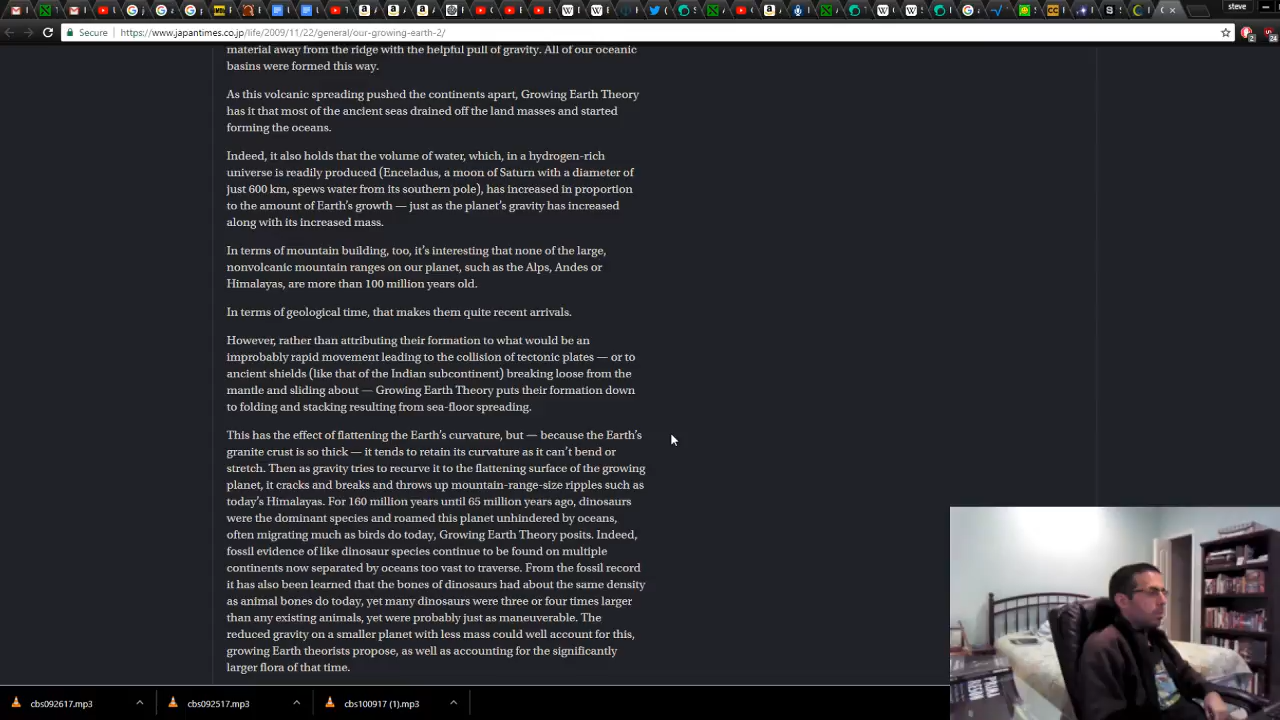 steve
Secure
https://www.japantimes.co.jp/life/2009/11/22/general/our-growing-earth-2/
material away from the ridge with the helpful pull of gravity. All of our oceanic
basins were formed this way.
As this volcanic spreading pushed the continents apart, Growing Earth Theory
has it that most of the ancient seas drained off the land masses and started
forming the oceans.
Indeed, it also holds that the volume of water, which, in a hydrogen-rich
universe is readily produced (Enceladus, a moon of Saturn with a diameter of
just 600 km, spews water from its southern pole), has increased in proportion
to the amount of Earth's growth — just as the planet's gravity has increased
along with its increased mass.
In terms of mountain building, too, it's interesting that none of the large,
nonvolcanic mountain ranges on our planet, such as the Alps, Andes or
Himalayas, are more than 100 million years old.
In terms of geological time, that makes them quite recent arrivals.
However, rather than attributing their formation to what would be an
improbably rapid movement leading to the collision of tectonic plates — or to
ancient shields (like that of the Indian subcontinent) breaking loose from the
mantle and sliding about — Growing Earth Theory puts their formation down
to folding and stacking resulting from sea-floor spreading.
This has the effect of flattening the Earth's curvature, but — because the Earth's
granite crust is so thick — it tends to retain its curvature as it can't bend or
stretch. Then as gravity tries to recurve it to the flattening surface of the growing
planet, it cracks and breaks and throws up mountain-range-size ripples such as
today's Himalayas. For 160 million years until 65 million years ago, dinosaurs
were the dominant species and roamed this planet unhindered by oceans,
often migrating much as birds do today, Growing Earth Theory posits. Indeed,
fossil evidence of like dinosaur species continue to be found on multiple
continents now separated by oceans too vast to traverse. From the fossil record
it has also been learned that the bones of dinosaurs had about the same density
as animal bones do today, yet many dinosaurs were three or four times larger
than any existing animals, yet were probably just as maneuverable. The
reduced gravity on a smaller planet with less mass could well account for this,
growing Earth theorists propose, as well as accounting for the significantly
larger flora of that time.
cbs092617.mp3
cbs092517.mp3
cbs100917 (1).mp3